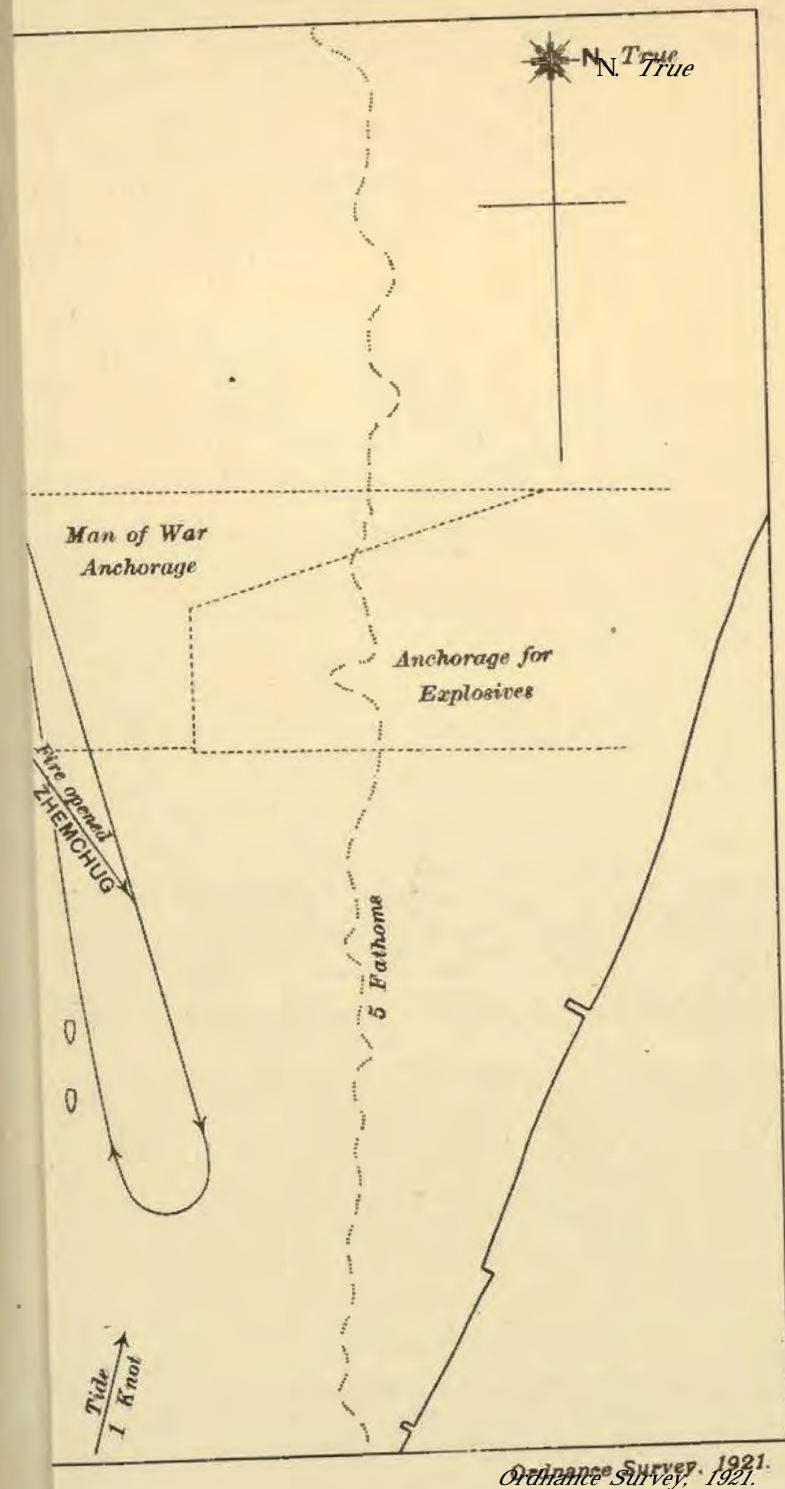 N. True
Man of War
Anchorage
Anchorage for
Explosives
Fire opened
ZHEMCHUG
5 Fathoms
Tide
1 Knot
Ordnance Survey, 1921.